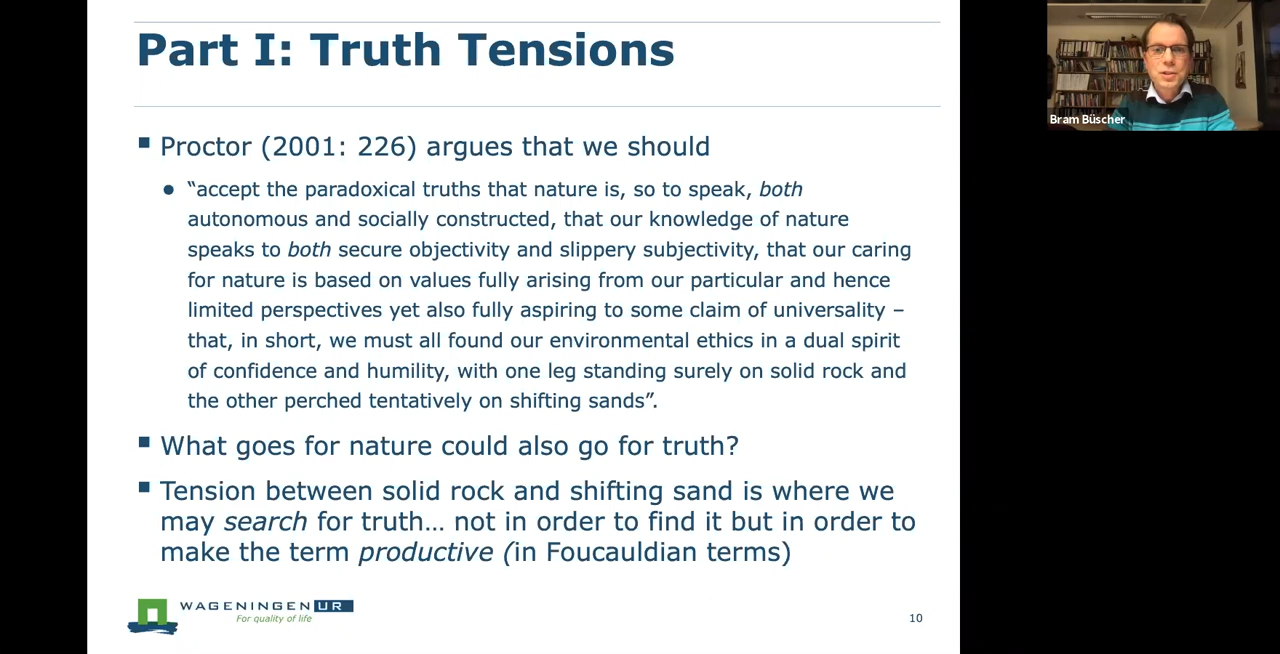 Part I: Truth Tensions
Bram Büscher
Proctor (2001: 226) argues that we should
“accept the paradoxical truths that nature is, so to speak, both
autonomous and socially constructed, that our knowledge of nature
speaks to both secure objectivity and slippery subjectivity, that our caring
for nature is based on values fully arising from our particular and hence
limited perspectives yet also fully aspiring to some claim of universality –
that, in short, we must all found our environmental ethics in a dual spirit
of confidence and humility, with one leg standing surely on solid rock and
the other perched tentatively on shifting sands”.
What goes for nature could also go for truth?
Tension between solid rock and shifting sand is where we
may search for truth… not in order to find it but in order to
make the term productive (in Foucauldian terms)
WAGENINGEN UR
For quality of life
10